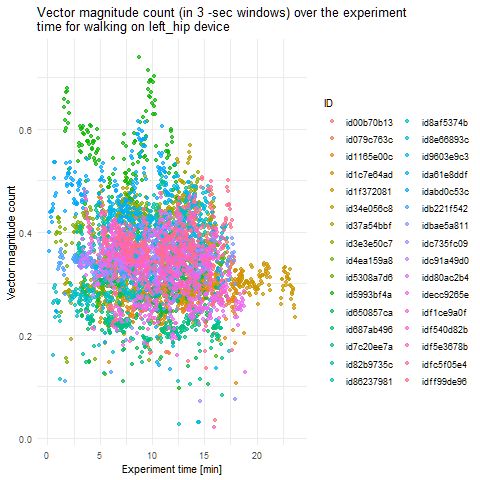 Vector magnitude count (in 3 -sec windows) over the experiment
time for walking on left_hip device
Vector magnitude count
0.6
0.4
0.2
0.0
0
5
10
15
20
Experiment time [min]
ID
id00b70b13
id079c763c
id1165e00c
id1c7e64ad
id1f372081
id34e056c8
id37a54bbf
id3e3e50c7
id4ea159a8
id5308a7d6
id5993bf4a
id650857ca
id687ab496
id7c20ee7a
id82b9735c
id86237981
id8af5374b
id8e66893c
id9603e9c3
ida61e8ddf
idabd0c53c
idb221f542
idbae5a811
idc735fc09
idc91a49d0
idd80ac2b4
idecc9265e
idf1ce9a0f
idf540d82b
idf5e3678b
idfc5f05e4
idff99de96